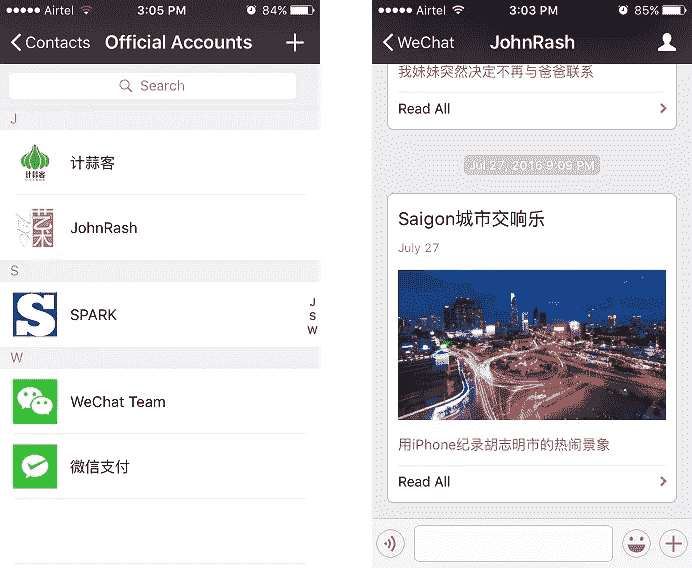 Airtel 3:05 PM 84%
Contacts Official Accounts
Search
J
计蒜客
计蒜客
JohnRash
S
S
SPARK
J
S
W
W
WeChat Team
微信支付
Airtel 3:03 PM 85%
WeChat JohnRash
我妹妹突然决定不再与爸爸联系
Read All
Jul 27, 2016 9:09 PM
Saigon城市交响乐
July 27
用iPhone纪录胡志明市的热闹景象
Read All